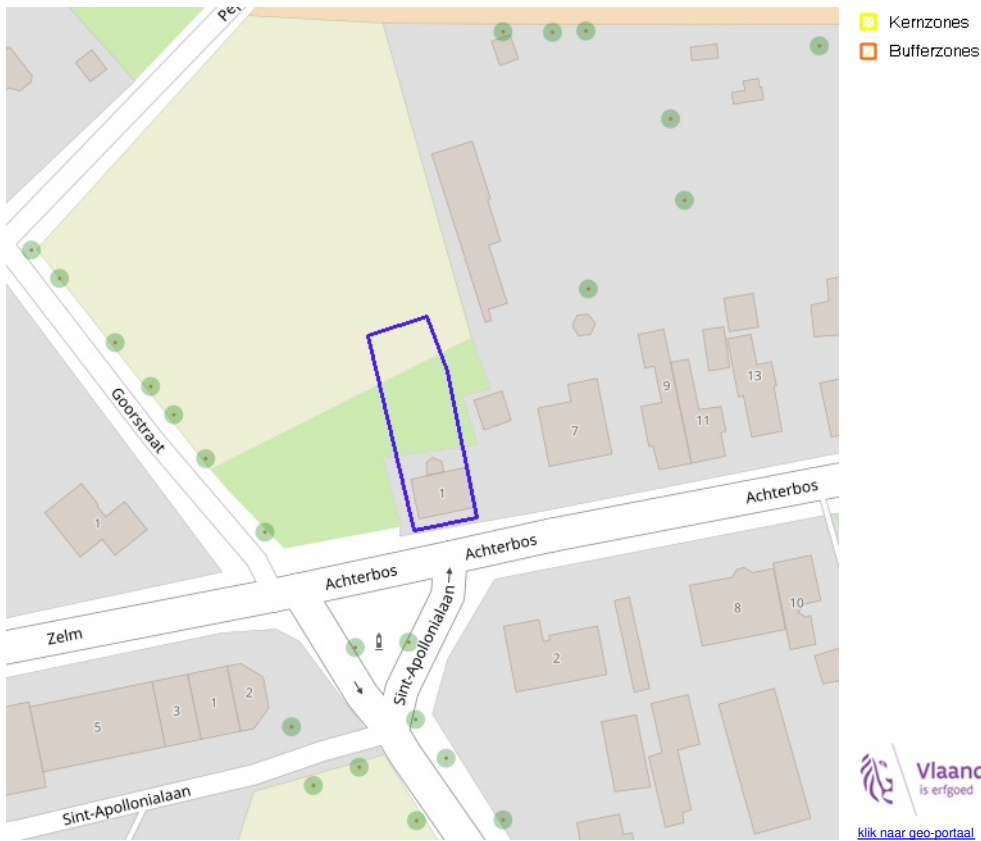 Kernzones
Bufferzones
Goorstraat
1
7
9
11
13
1
Achterbos
Achterbos
Achterbos
Zelm
Sint-Apollonialaan
8
10
2
5
3
1
2
Sint-Apollonialaan
Vlaand
is erfgoed
klik naar geo-portaal